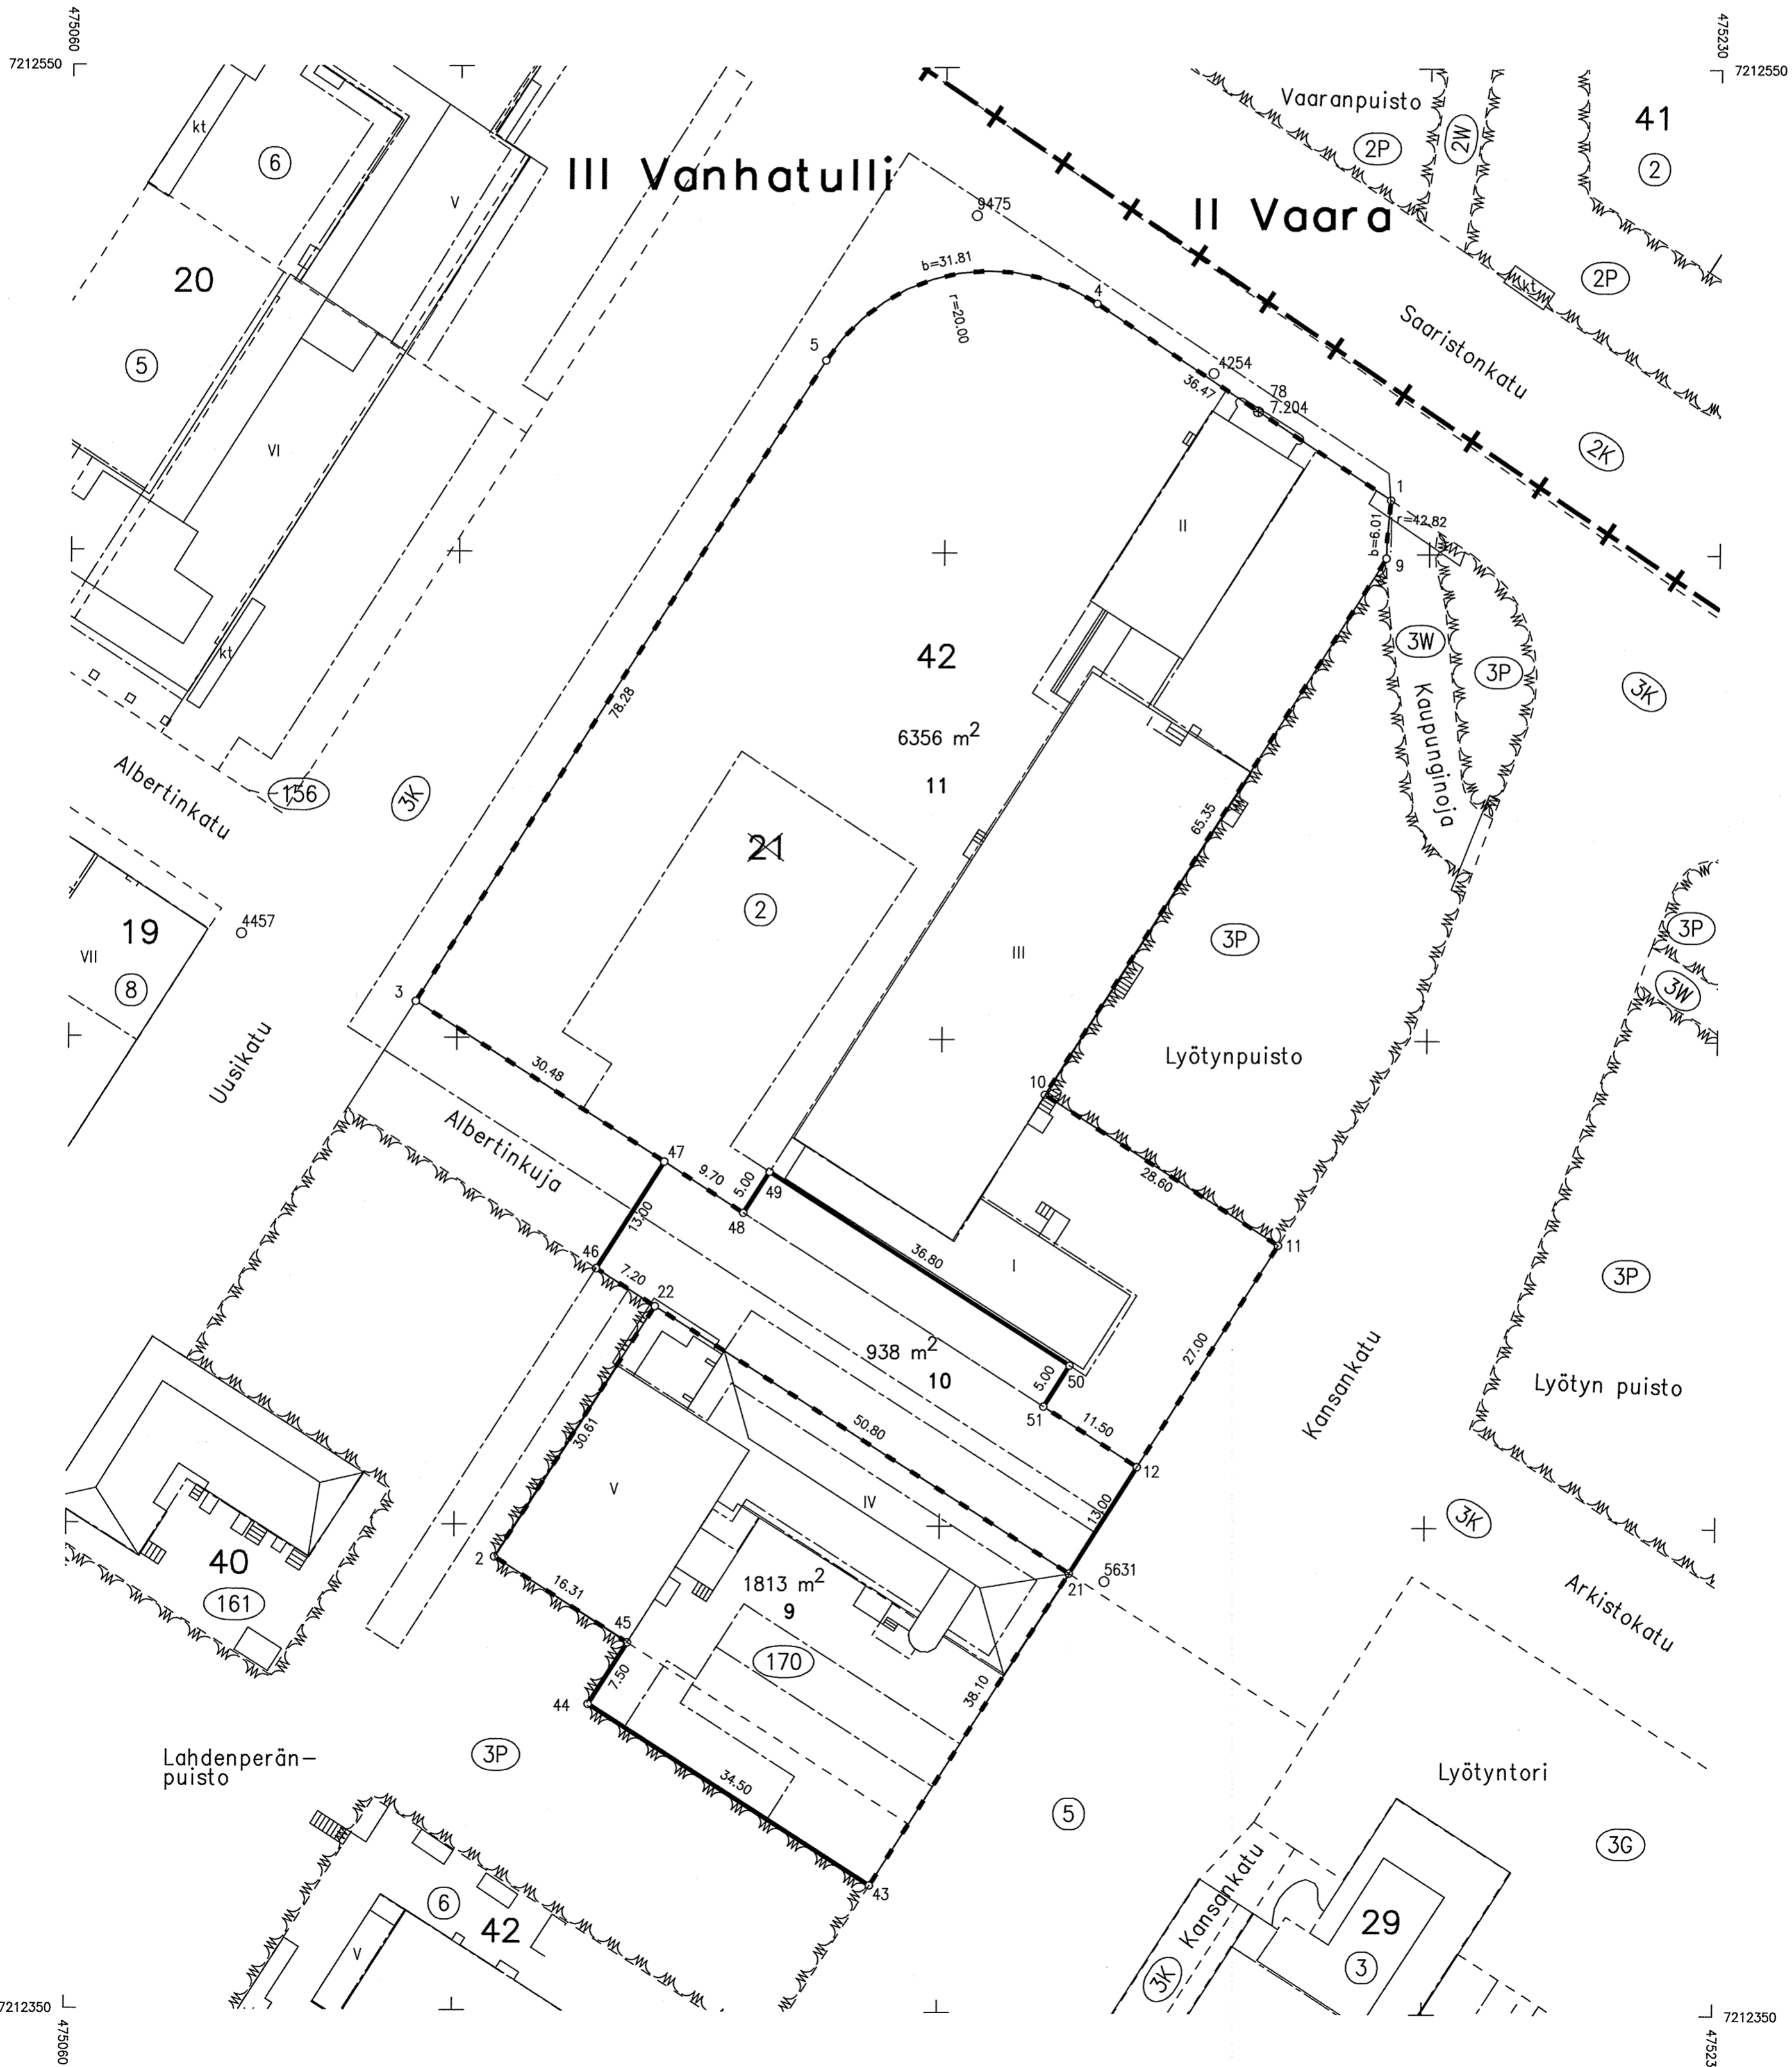 475060
475230
7212550
7212550
kt
6
V
III Vanhatulli
Vaaranpuisto
2P
2W
41
2
9475
II Vaara
20
b=31.81
r=20.00
4
2P
kt
Saaristonkatu
5
5
4254
36.47
78
7.204
2K
VI
1
II
r=42.82
b=6.01
9
kt
42
3W
3P
3K
78.28
Kaupunginoja
6356 m2
11
Albertinkatu
156
3K
I
65.35
21
2
19
4457
VII
8
III
3P
3P
3W
3
Uusikatu
Lyötynpuisto
30.48
10
Albertinkuja
47
9.70
5.00
49
28.60
48
13.00
46
36.80
11
7.20
22
I
3P
938 m2
10
27.00
Kansankatu
5.00
50
Lyötyn puisto
51
11.50
30.61
50.80
12
V
IV
13.00
3K
40
161
2
16.31
1813 m2
9
21
5631
Arkistokatu
45
170
7.50
44
38.10
Lahdenperän-
puisto
3P
34.50
Lyötyntori
5
3G
43
Kansankatu
6
42
V
29
3K
3
7212350
475060
7212350
47523